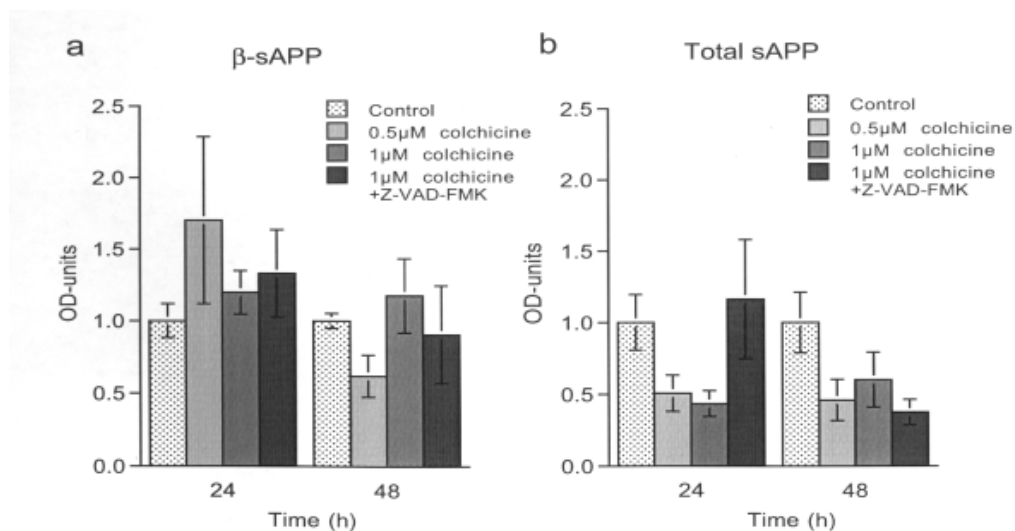 a
β-sAPP
Control
0.5μM colchicine
1μM colchicine
1μM colchicine
+Z-VAD-FMK
2.5
2.0
1.5
1.0
0.5
0.0
OD-units
24
48
Time (h)
b
Total sAPP
Control
0.5μM colchicine
1μM colchicine
1μM colchicine
+Z-VAD-FMK
2.5
2.0
1.5
1.0
0.5
0.0
OD-units
24
48
Time (h)